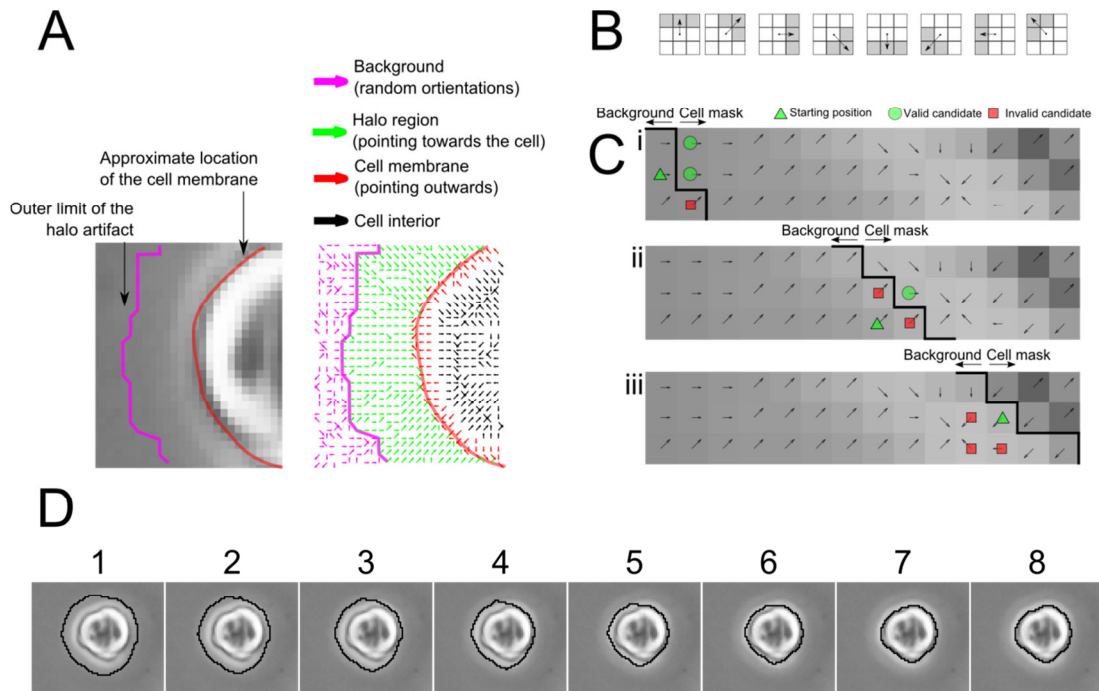 A
B
Background
(random ortientations)
Halo region
(pointing towards the cell)
Cell membrane
(pointing outwards)
Cell interior
Approximate location
of the cell membrane
Outer limit of the
halo artifact
C
Background Cell mask
Starting position
Valid candidate
Invalid candidate
i
Background Cell mask
ii
Background Cell mask
iii
D
1 2 3 4 5 6 7 8